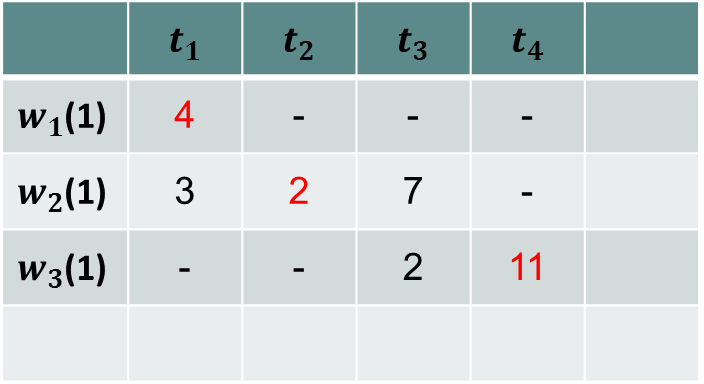 t₁ t₂ t₃ t₄
w₁(1) 4 - - -
w₂(1) 3 2 7 -
w₃(1) - - 2 11